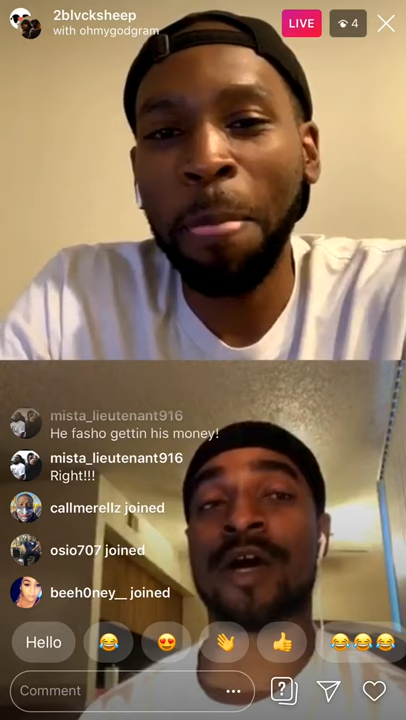 2blvcksheep
with ohmygodgram
LIVE
4
mista_lieutenant916
He fasho gettin his money!
mista_lieutenant916
Right!!!
callmerellz joined
osio707 joined
beeh0ney__ joined
Hello
Comment